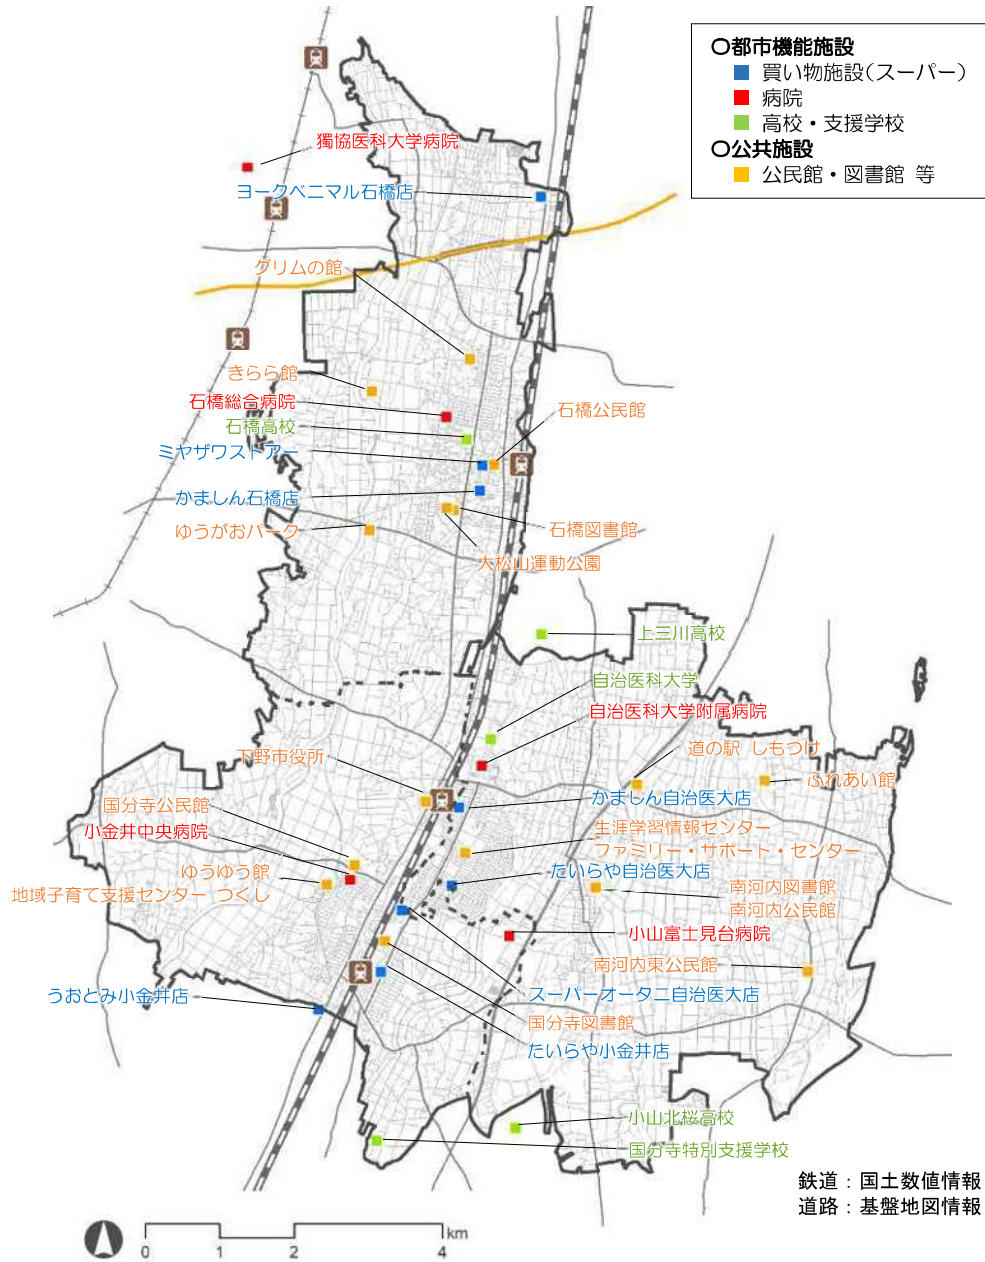 〇都市機能施設
買い物施設(スーパー)
病院
高校・支援学校
〇公共施設
公民館・図書館 等
獨協医科大学病院
ヨークベニマル石橋店
グリムの館
きらら館
石橋総合病院
石橋高校
石橋公民館
ミヤザワストアー
かましん石橋店
ゆうがおパーク
石橋図書館
大松山運動公園
上三川高校
自治医科大学
自治医科大学附属病院
道の駅 しもつけ
下野市役所
ふれあい館
かましん自治医大店
国分寺公民館
生涯学習情報センター
小金井中央病院
ファミリー・サポート・センター
ゆうゆう館
たいらや自治医大店
地域子育て支援センター つくし
南河内図書館
南河内公民館
小山富士見台病院
南河内東公民館
うおとみ小金井店
スーパーオータニ自治医大店
国分寺図書館
たいらや小金井店
小山北桜高校
国分寺特別支援学校
鉄道：国土数値情報
道路：基盤地図情報
km
0 1 2 4